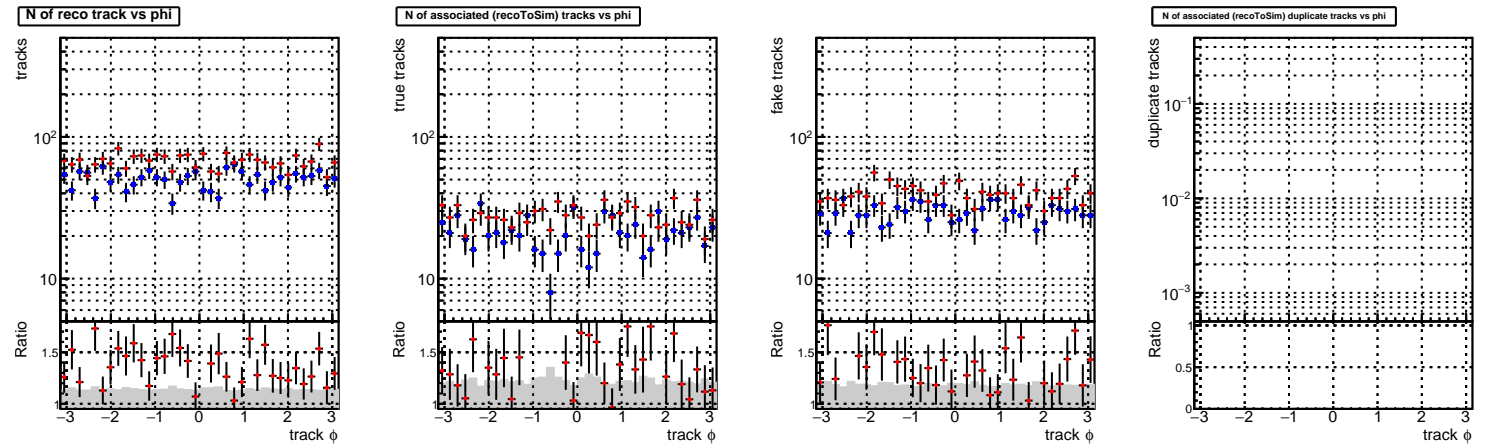 N of reco track vs phi
tracks
10²
10
Ratio
1.5
1
−3 −2 −1 0 1 2 3
track ϕ
N of associated (recoToSim) tracks vs phi
true tracks
10²
10
Ratio
1.5
1
−3 −2 −1 0 1 2 3
track ϕ
fake tracks
10²
10
Ratio
1.5
1
−3 −2 −1 0 1 2 3
track ϕ
N of associated (recoToSim) duplicate tracks vs phi
duplicate tracks
10⁻¹
10⁻²
10⁻³
Ratio
1
0.5
0
−3 −2 −1 0 1 2 3
track ϕ